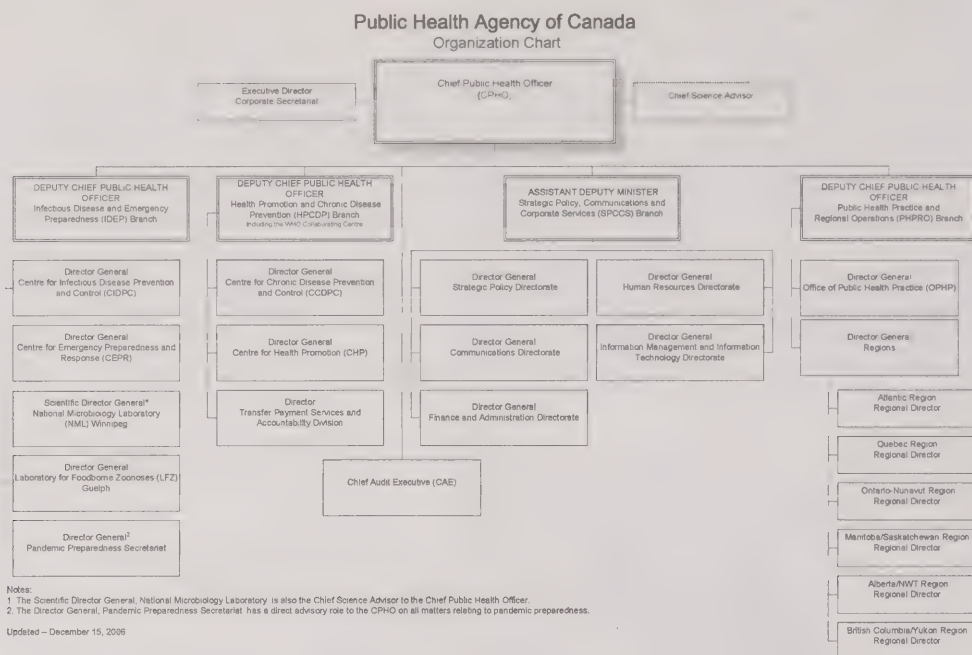 Public Health Agency of Canada
Organization Chart
Chief Public Health Officer
(CPHO)
Executive Director
Corporate Secretariat
Chief Science Advisor
DEPUTY CHIEF PUBLIC HEALTH
OFFICER
Infectious Disease and Emergency
Preparedness (IDEP) Branch
DEPUTY CHIEF PUBLIC HEALTH
OFFICER
Health Promotion and Chronic Disease
Prevention (HPCDP) Branch
Including the WHO Collaborating Centre
ASSISTANT DEPUTY MINISTER
Strategic Policy, Communications and
Corporate Services (SPCCS) Branch
DEPUTY CHIEF PUBLIC HEALTH
OFFICER
Public Health Practice and
Regional Operations (PHPRO) Branch
Director General
Centre for Infectious Disease Prevention
and Control (CIDPC)
Director General
Centre for Emergency Preparedness and
Response (CEPR)
Scientific Director General¹
National Microbiology Laboratory
(NML) Winnipeg
Director General
Laboratory for Foodborne Zoonoses (LFZ)
Guelph
Director General²
Pandemic Preparedness Secretariat
Director General
Centre for Chronic Disease Prevention
and Control (CCDPC)
Director General
Centre for Health Promotion (CHP)
Director
Transfer Payment Services and
Accountability Division
Director General
Strategic Policy Directorate
Director General
Communications Directorate
Director General
Finance and Administration Directorate
Director General
Human Resources Directorate
Director General
Information Management and Information
Technology Directorate
Chief Audit Executive (CAE)
Director General
Office of Public Health Practice (OPHP)
Director General
Regions
Atlantic Region
Regional Director
Quebec Region
Regional Director
Ontario-Nunavut Region
Regional Director
Manitoba/Saskatchewan Region
Regional Director
Alberta/NWT Region
Regional Director
British Columbia/Yukon Region
Regional Director
Notes:
1 The Scientific Director General, National Microbiology Laboratory is also the Chief Science Advisor to the Chief Public Health Officer.
2. The Director General, Pandemic Preparedness Secretariat has a direct advisory role to the CPHO on all matters relating to pandemic preparedness.
Updated – December 15, 2006